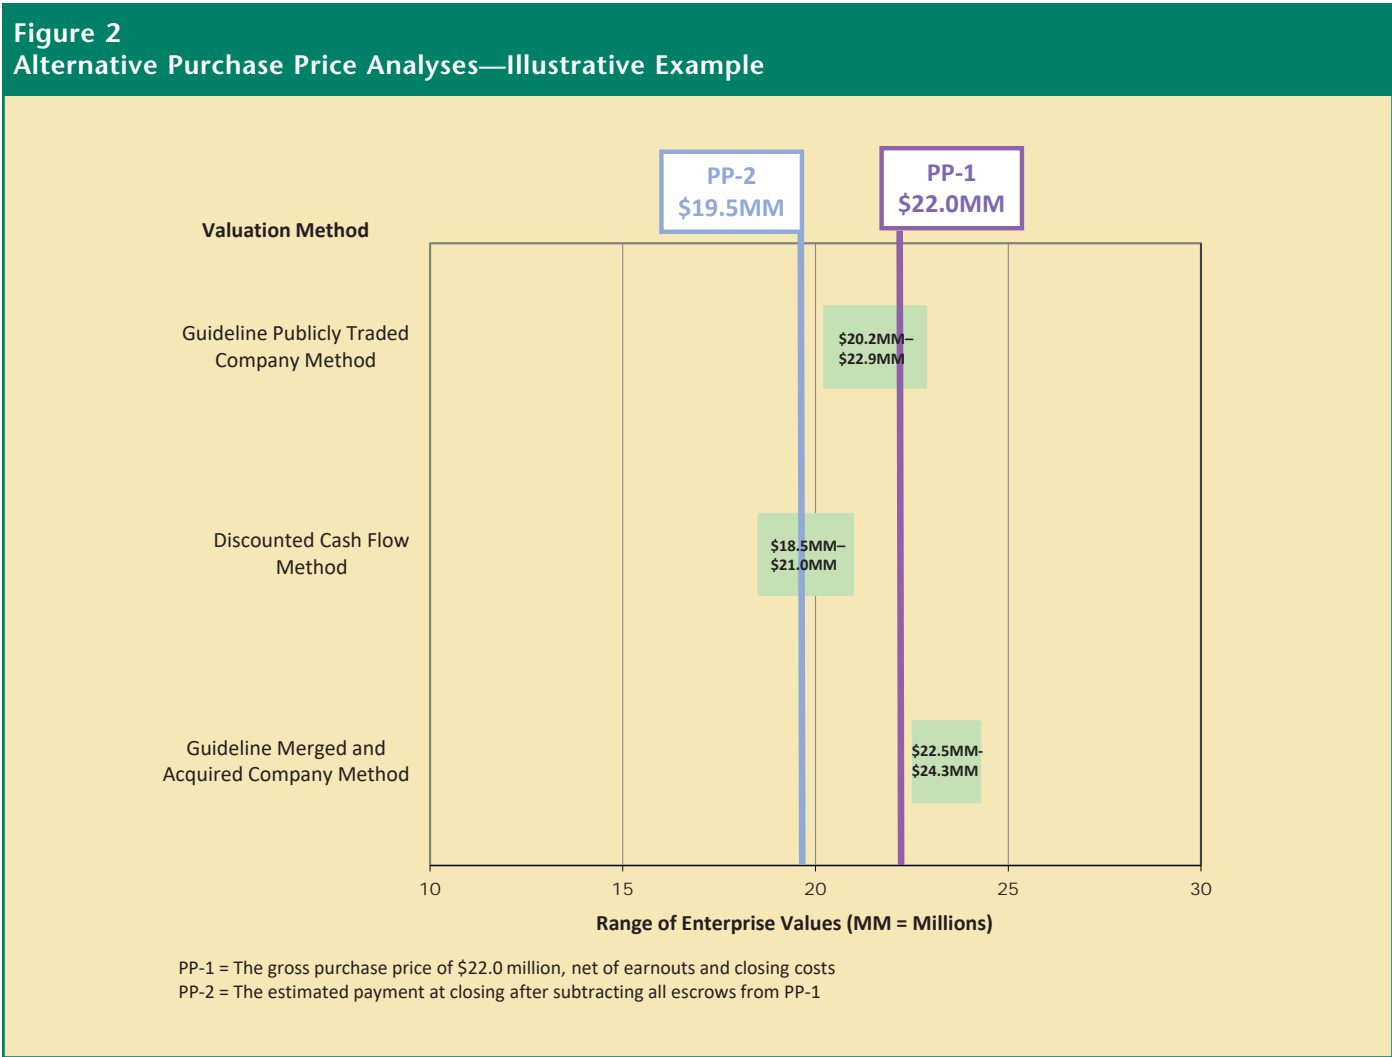 Figure 2
Alternative Purchase Price Analyses—Illustrative Example
PP-2
$19.5MM
PP-1
$22.0MM
Valuation Method
Guideline Publicly Traded
Company Method
$20.2MM–
$22.9MM
Discounted Cash Flow
Method
$18.5MM–
$21.0MM
Guideline Merged and
Acquired Company Method
$22.5MM-
$24.3MM
10 15 20 25 30
Range of Enterprise Values (MM = Millions)
PP-1 = The gross purchase price of $22.0 million, net of earnouts and closing costs
PP-2 = The estimated payment at closing after subtracting all escrows from PP-1